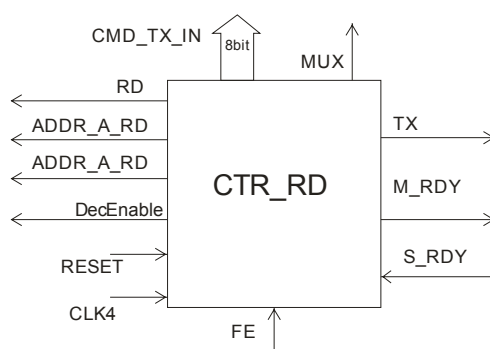 CMD_TX_IN
8bit
MUX
RD
ADDR_A_RD
TX
ADDR_A_RD
CTR_RD
M_RDY
DecEnable
S_RDY
RESET
CLK4
FE